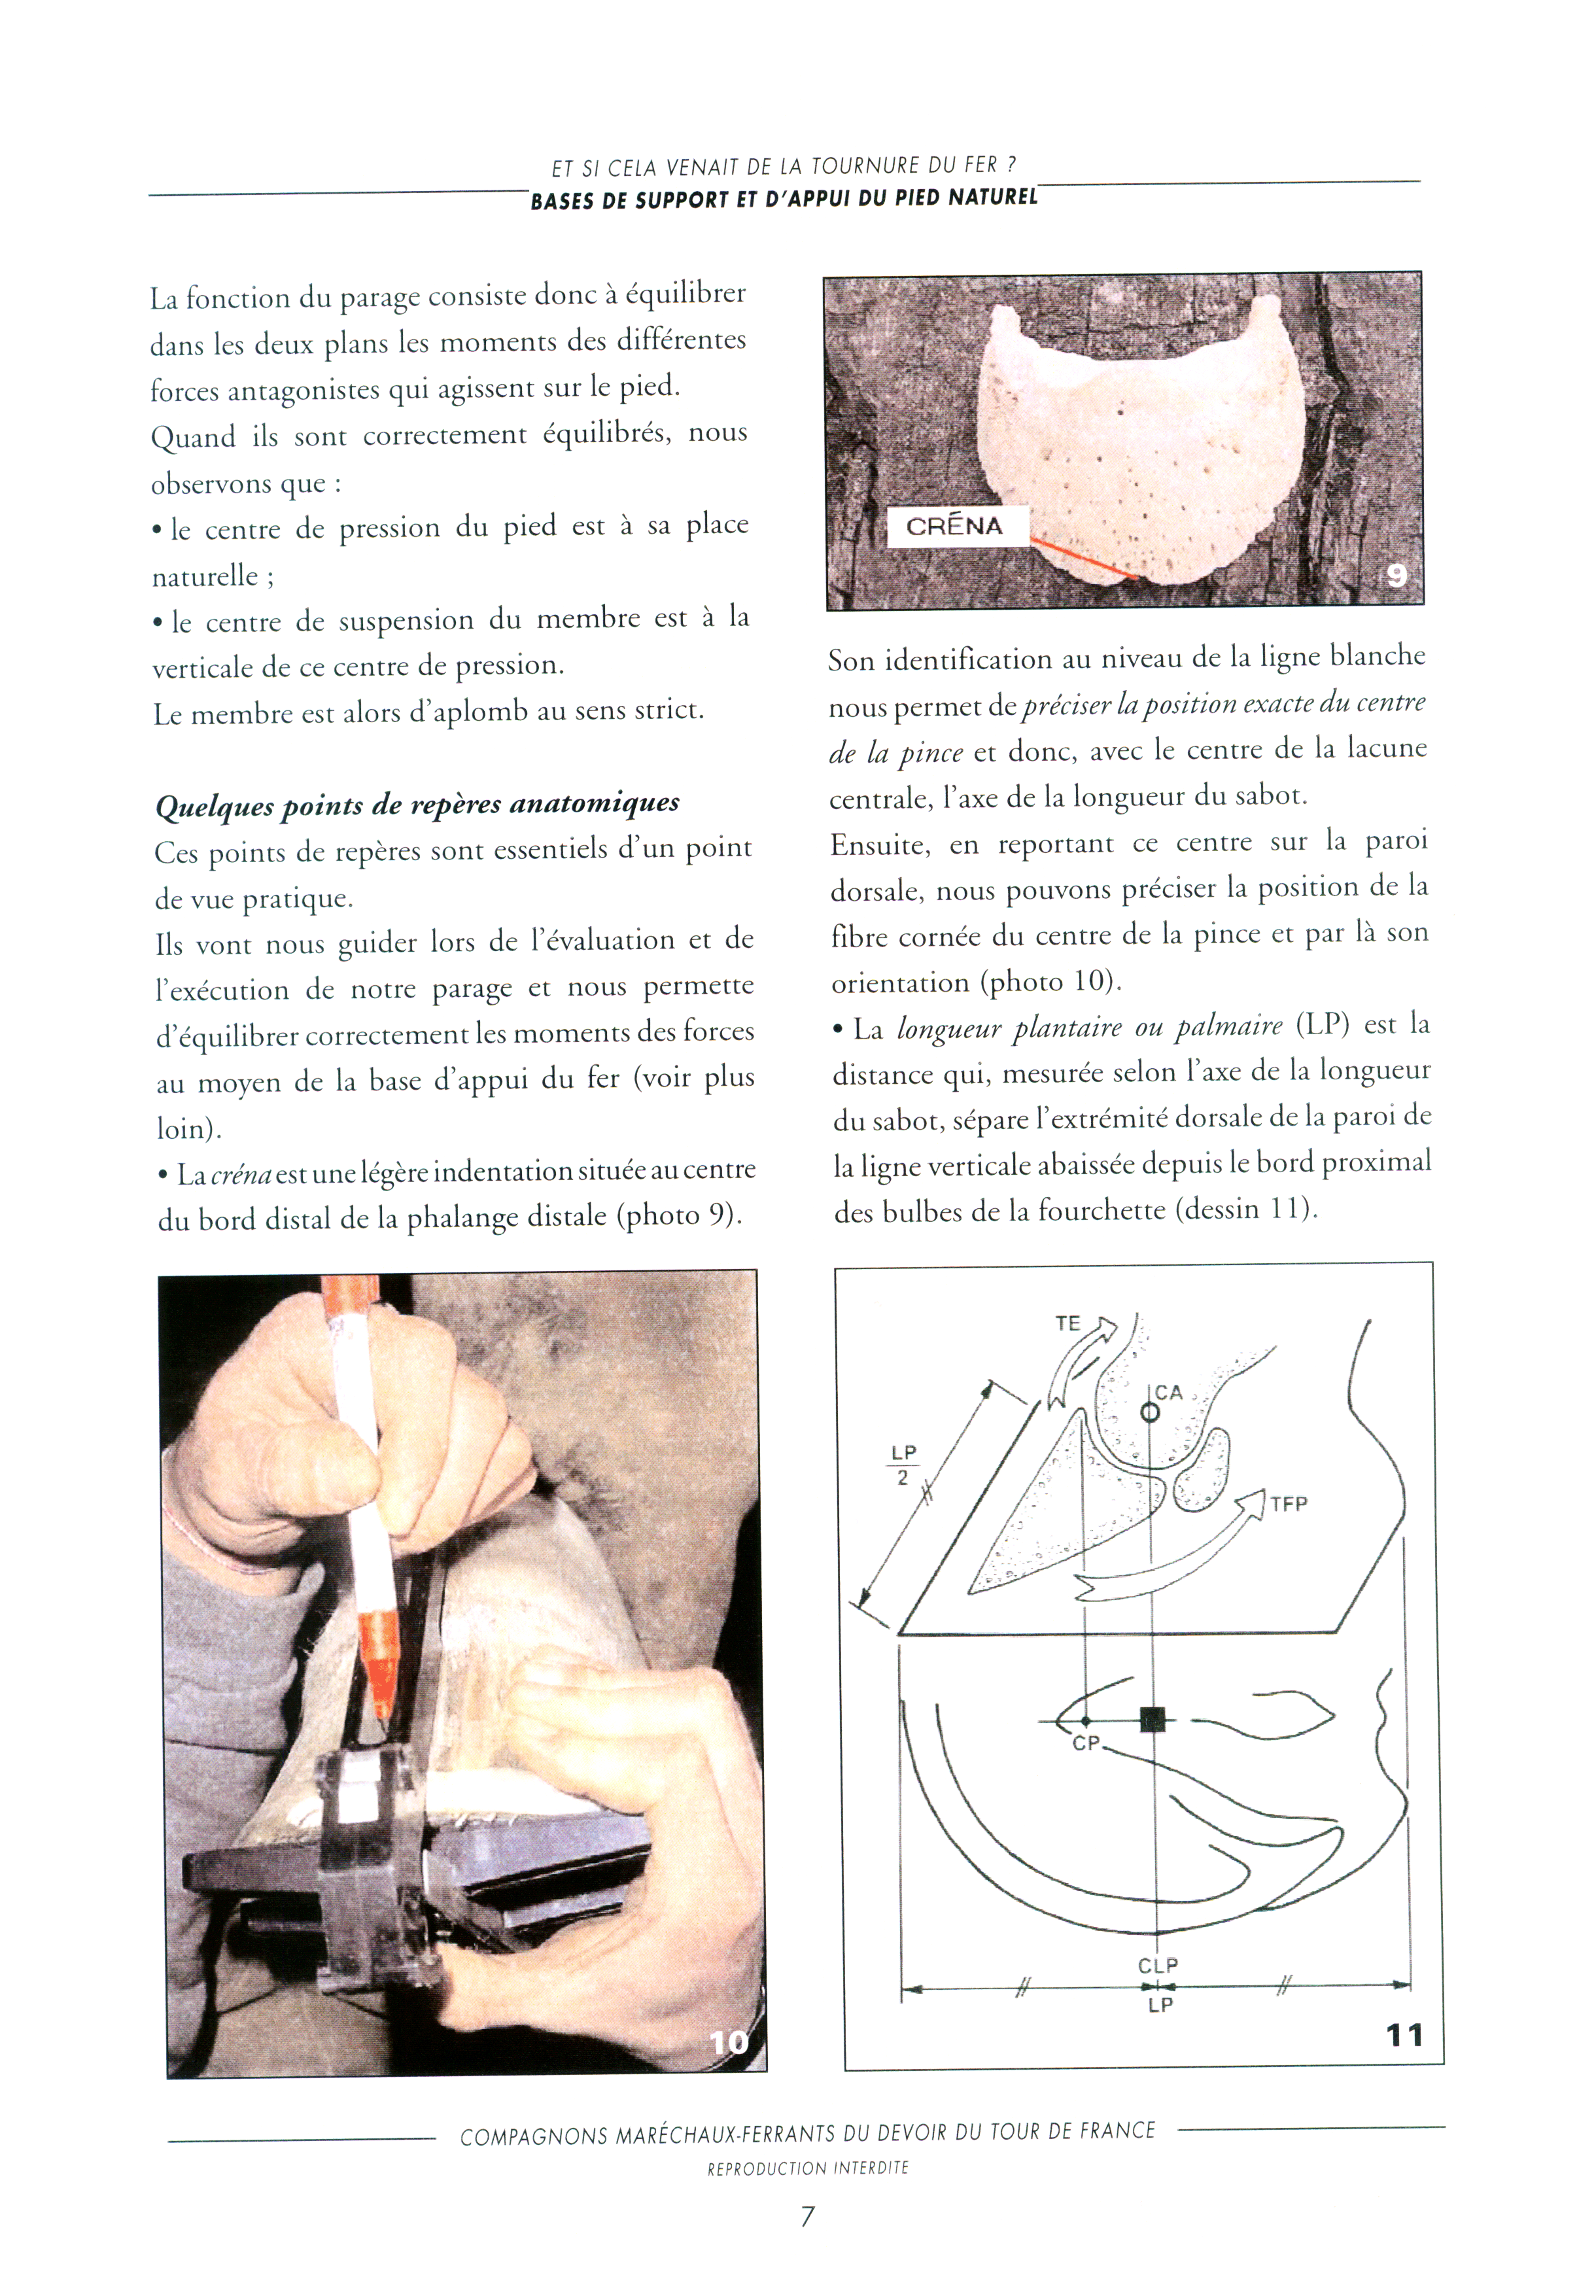 ET SI CELA VENAIT DE LA TOURNURE DU FER ?
BASES DE SUPPORT ET D'APPUI DU PIED NATUREL
La fonction du parage consiste donc à équilibrer
dans les deux plans les moments des différentes
forces antagonistes qui agissent sur le pied.
Quand ils sont correctement équilibrés, nous
observons que :
• le centre de pression du pied est à sa place
naturelle ;
• le centre de suspension du membre est à la
verticale de ce centre de pression.
Le membre est alors d'aplomb au sens strict.
Quelques points de repères anatomiques
Ces points de repères sont essentiels d'un point
de vue pratique.
Ils vont nous guider lors de l'évaluation et de
l'exécution de notre parage et nous permette
d'équilibrer correctement les moments des forces
au moyen de la base d'appui du fer (voir plus
loin).
• La créna est une légère indentation située au centre
du bord distal de la phalange distale (photo 9).
10
CRÉNA
9
Son identification au niveau de la ligne blanche
nous permet de préciser la position exacte du centre
de la pince et donc, avec le centre de la lacune
centrale, l'axe de la longueur du sabot.
Ensuite, en reportant ce centre sur la paroi
dorsale, nous pouvons préciser la position de la
fibre cornée du centre de la pince et par là son
orientation (photo 10).
• La longueur plantaire ou palmaire (LP) est la
distance qui, mesurée selon l'axe de la longueur
du sabot, sépare l'extrémité dorsale de la paroi de
la ligne verticale abaissée depuis le bord proximal
des bulbes de la fourchette (dessin 11).
TE
CA
LP
2
TFP
CP
CLP
LP
11
COMPAGNONS MARÉCHAUX-FERRANTS DU DEVOIR DU TOUR DE FRANCE
REPRODUCTION INTERDITE
7